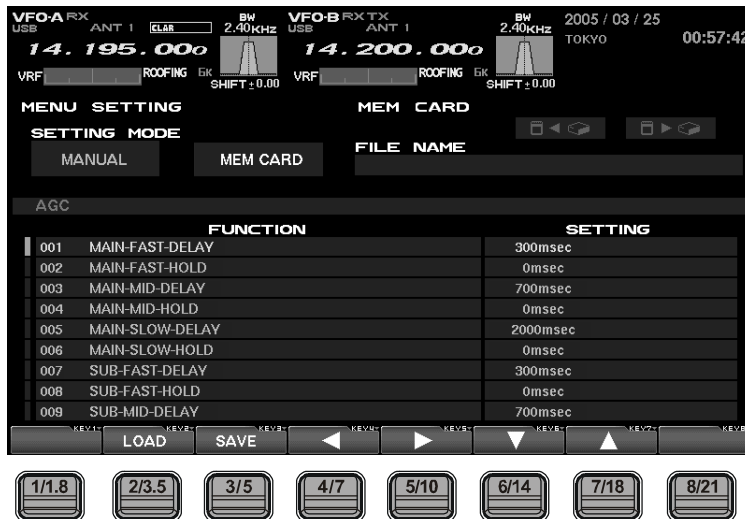 VFO-A RX
USB ANT 1 CLAR
BW
2.40KHZ
14.195.000
VRF ROOFING 6K
SHIFT±0.00
VFO-B RX TX
USB ANT 1
BW
2.40KHZ
14.200.000
VRF ROOFING 6K
SHIFT±0.00
2005 / 03 / 25
TOKYO 00:57:42
MENU SETTING
SETTING MODE
MANUAL MEM CARD
MEM CARD
FILE NAME
AGC
FUNCTION SETTING
001 MAIN-FAST-DELAY 300msec
002 MAIN-FAST-HOLD 0msec
003 MAIN-MID-DELAY 700msec
004 MAIN-MID-HOLD 0msec
005 MAIN-SLOW-DELAY 2000msec
006 MAIN-SLOW-HOLD 0msec
007 SUB-FAST-DELAY 300msec
008 SUB-FAST-HOLD 0msec
009 SUB-MID-DELAY 700msec
KEY1 KEY2 KEY3 KEY4 KEY5 KEY6 KEY7 KEY8
LOAD SAVE
1/1.8 2/3.5 3/5 4/7 5/10 6/14 7/18 8/21